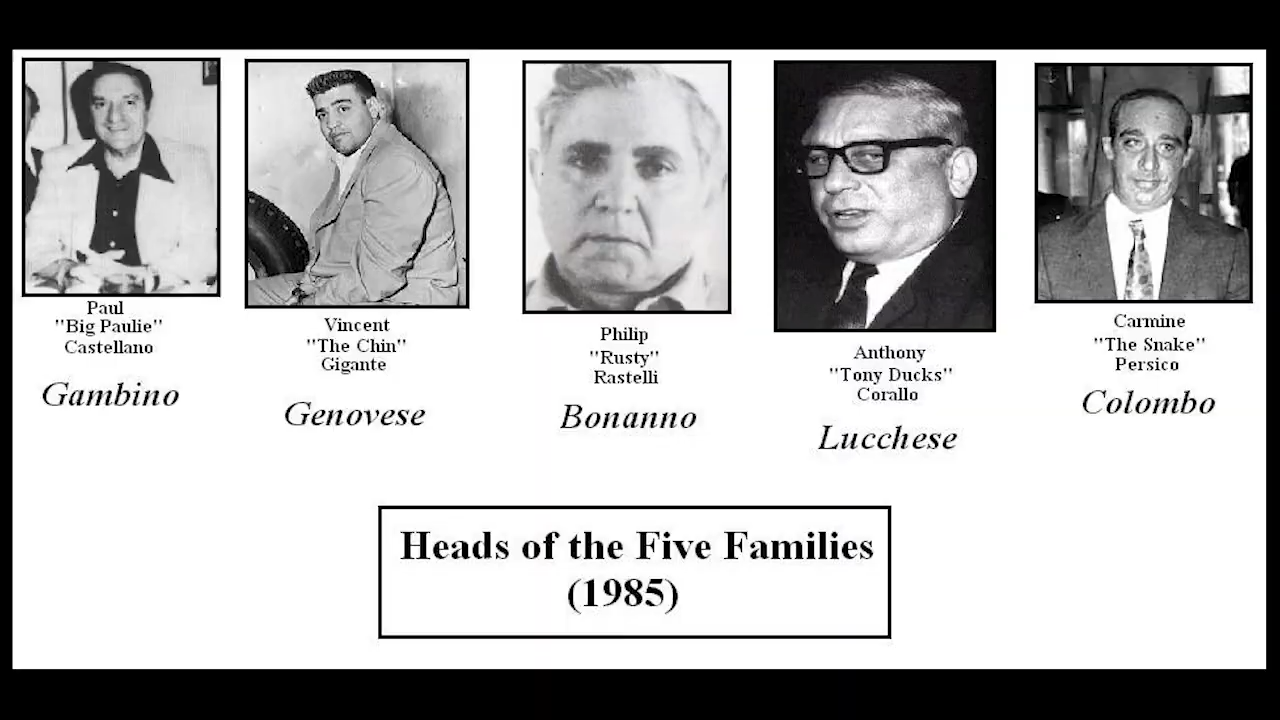 Paul
"Big Paulie"
Castellano
Gambino
Vincent
"The Chin"
Gigante
Genovese
Philip
"Rusty"
Rastelli
Bonanno
Anthony
"Tony Ducks"
Corallo
Lucchese
Carmine
"The Snake"
Persico
Colombo
Heads of the Five Families
(1985)